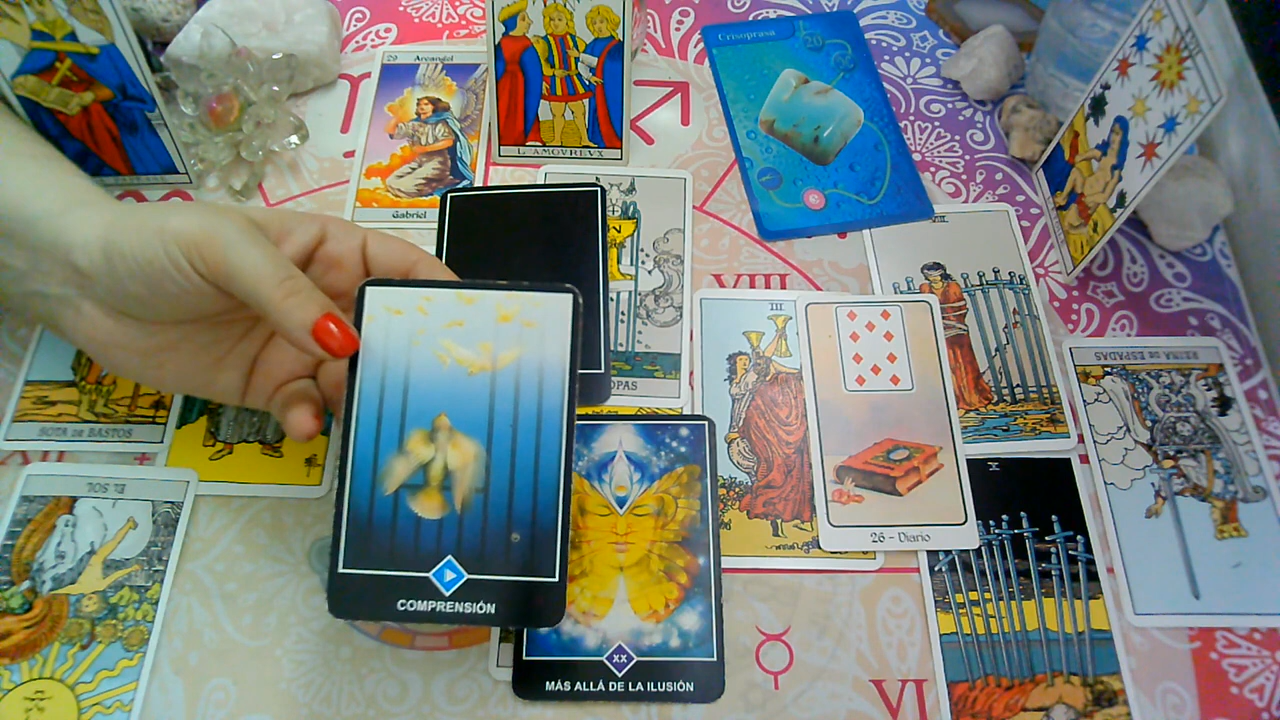 29 Arcangel
Gabriel
L'AMOVREVX
Crisoprasa
20
VIII
VIII
III
REINA DE ESPADAS
OPAS
SOTA DE BASTOS
EL SOL
26 - Diario
X
COMPRENSIÓN
XX
MÁS ALLÁ DE LA ILUSIÓN
VI